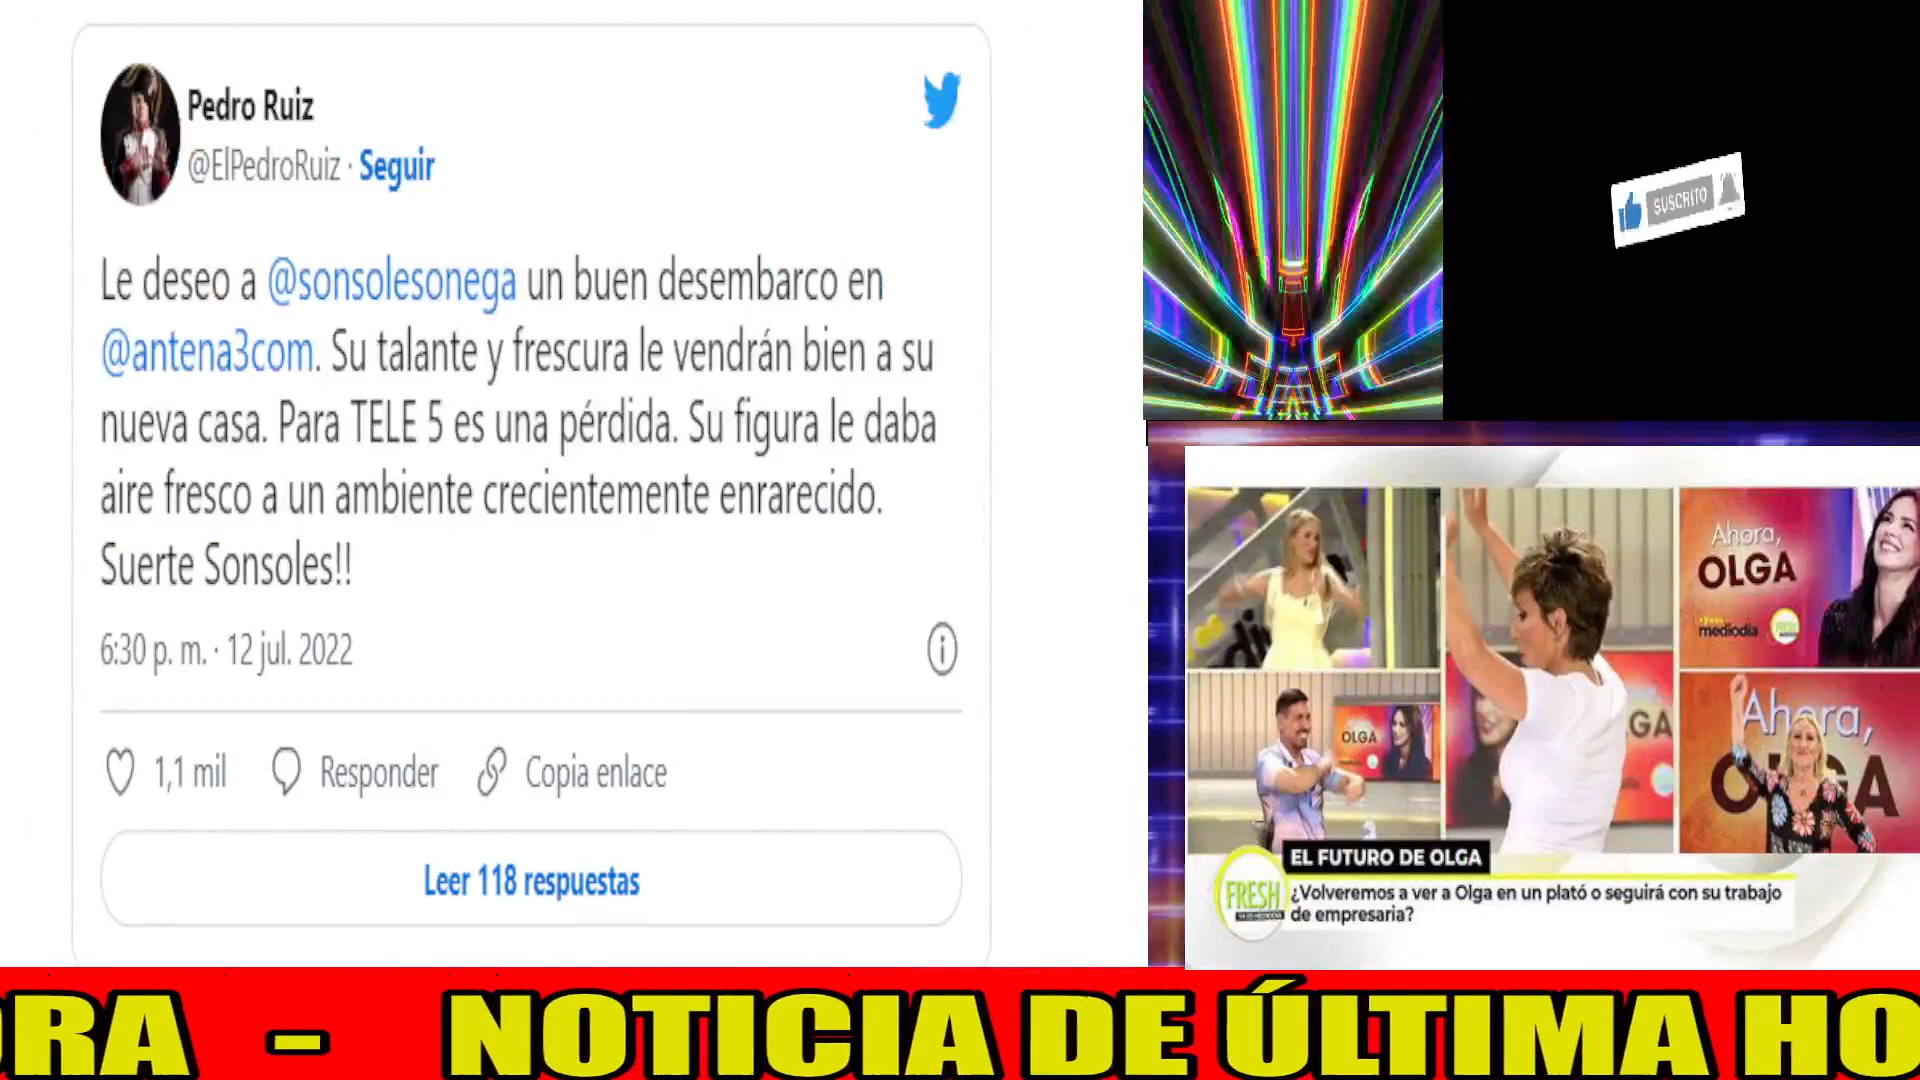 Pedro Ruiz
@ElPedroRuiz · Seguir
Le deseo a @sonsolesonega un buen desembarco en
@antena3com. Su talante y frescura le vendrán bien a su
nueva casa. Para TELE 5 es una pérdida. Su figura le daba
aire fresco a un ambiente crecientemente enrarecido.
Suerte Sonsoles!!
6:30 p. m. · 12 jul. 2022
1,1 mil Responder Copia enlace
Leer 118 respuestas
SUSCRITO
Ahora,
OLGA
mediodía
OLGA
GA
Ahora,
EL FUTURO DE OLGA
FRESH
¿Volveremos a ver a Olga en un plató o seguirá con su trabajo
de empresaria?
ORA - NOTICIA DE ÚLTIMA HO